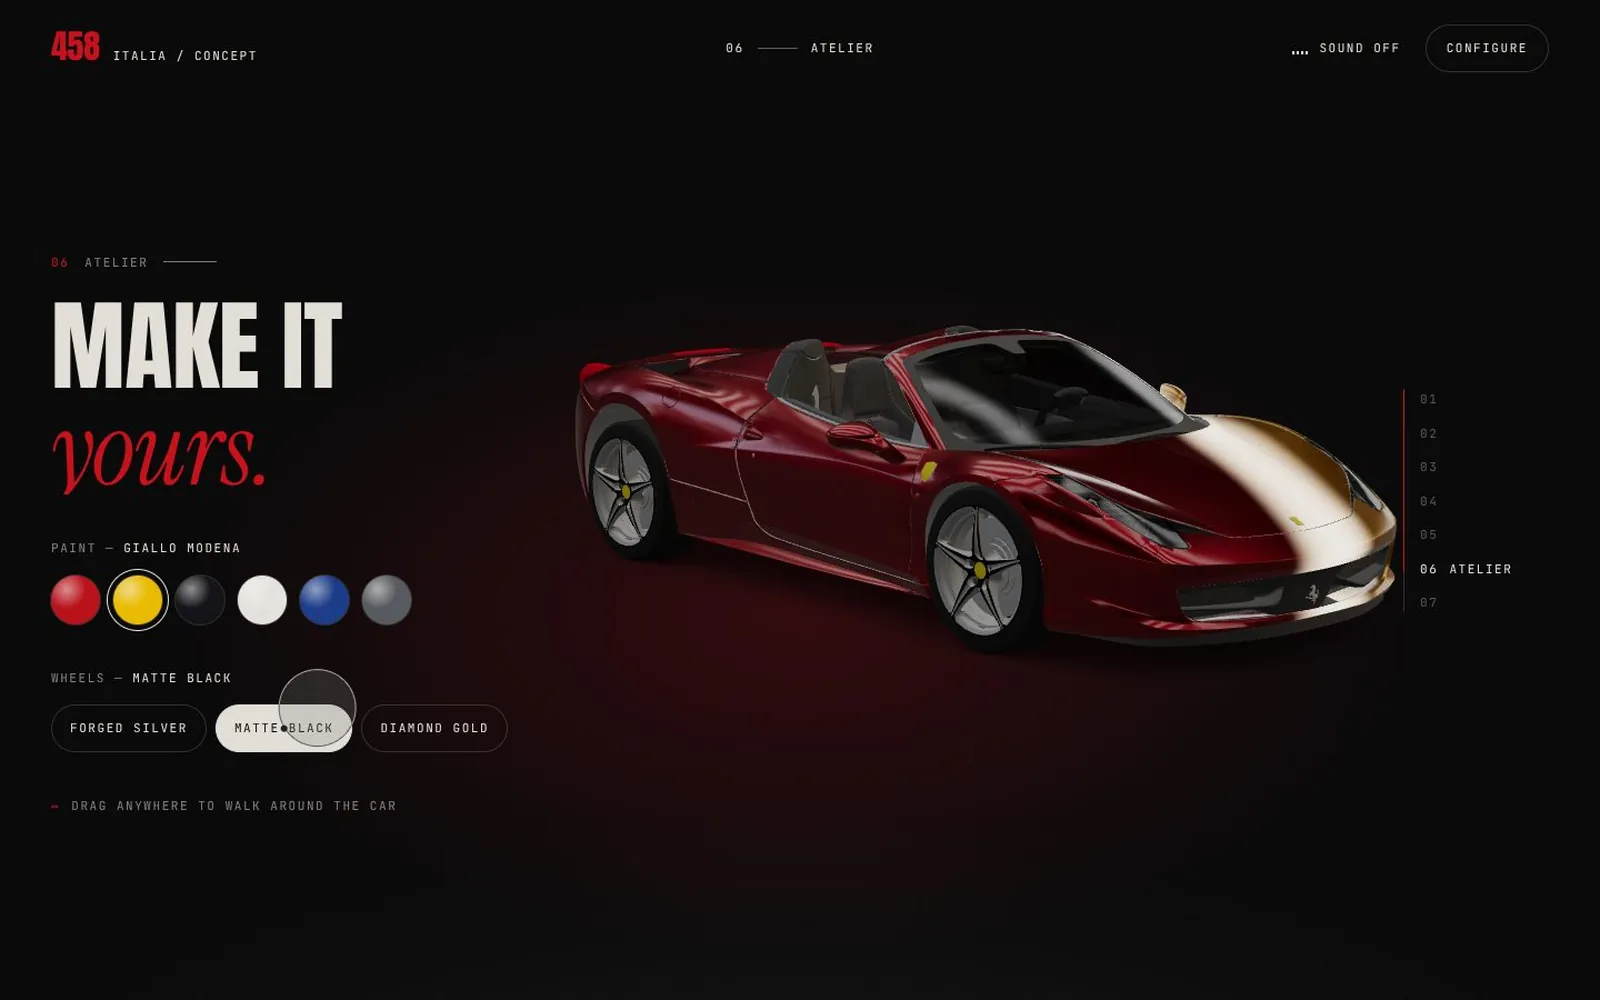 458 ITALIA / CONCEPT
06 ATELIER
SOUND OFF
CONFIGURE
06 ATELIER
MAKE IT
yours.
PAINT — GIALLO MODENA
WHEELS — MATTE BLACK
FORGED SILVER
MATTE BLACK
DIAMOND GOLD
DRAG ANYWHERE TO WALK AROUND THE CAR
01
02
03
04
05
06 ATELIER
07